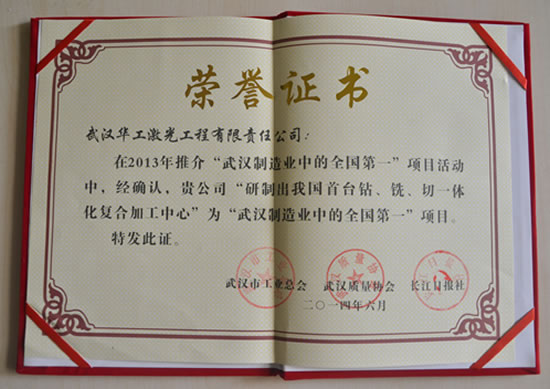 荣誉证书
武汉华工激光工程有限责任公司：
在2013年推介“武汉制造业中的全国第一”项目活动
中，经确认，贵公司“研制出我国首台钻、铣、切一体
化复合加工中心”为“武汉制造业中的全国第一”项目。
特发此证。
武汉市工业总会 武汉质量协会 长江日报社
二〇一四年六月